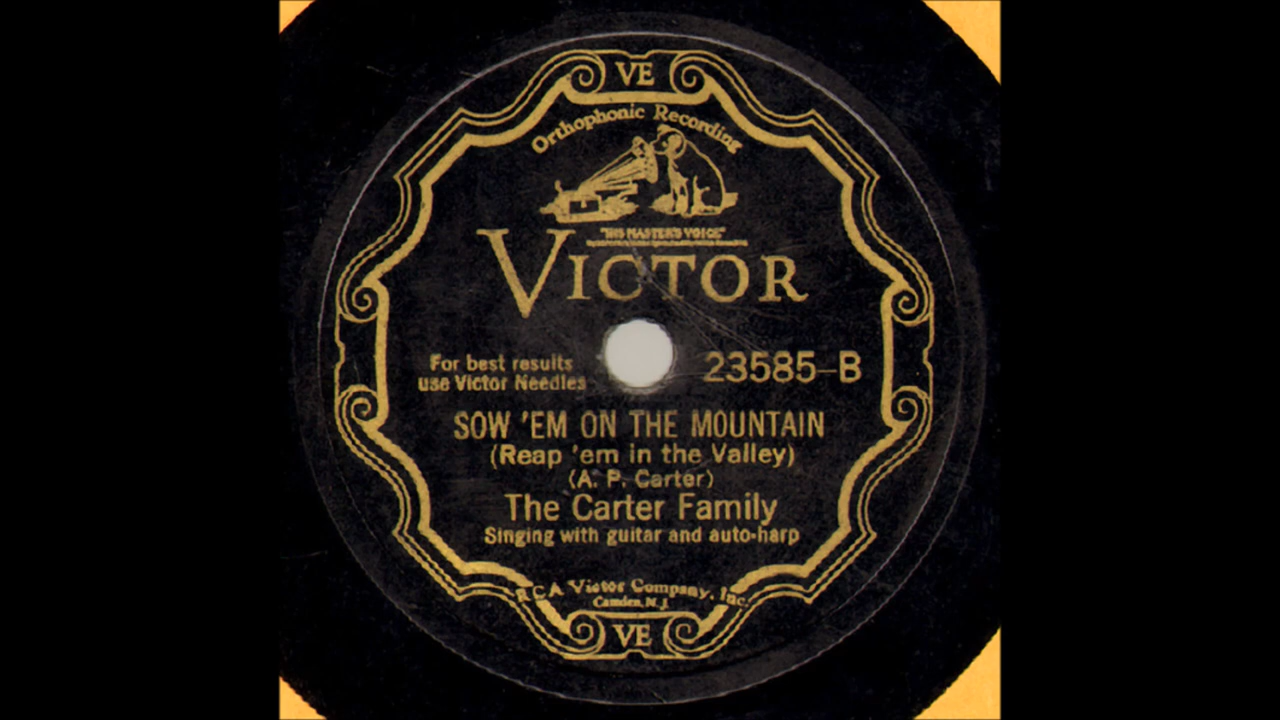 VE
Orthophonic Recording
"HIS MASTER'S VOICE"
VICTOR
For best results
use Victor Needles
23585-B
SOW 'EM ON THE MOUNTAIN
(Reap 'em in the Valley)
(A. P. Carter)
The Carter Family
Singing with guitar and auto-harp
RCA Victor Company, Inc.
Camden, N.J.
VE